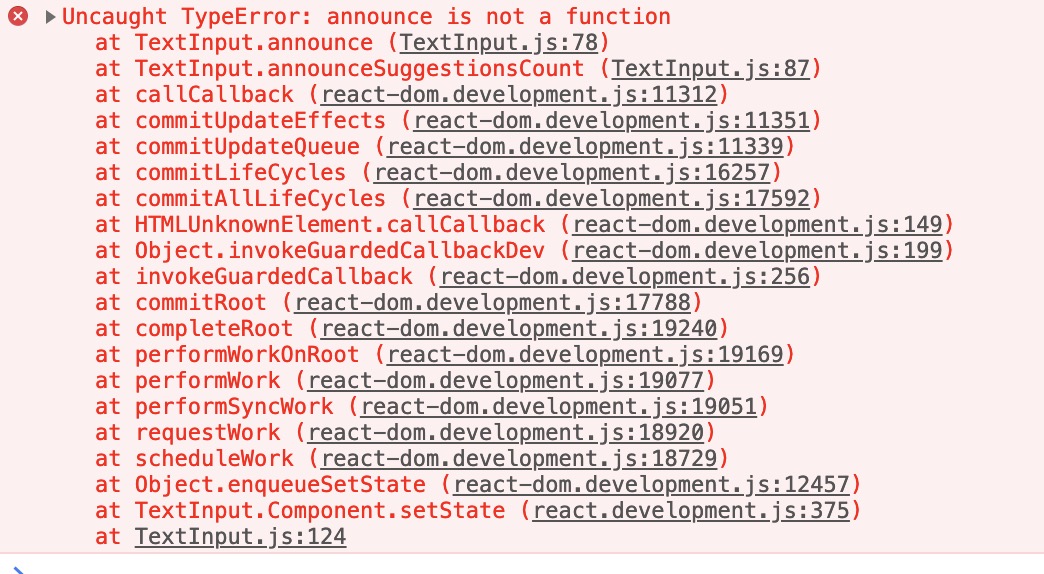 Uncaught TypeError: announce is not a function
at TextInput.announce (TextInput.js:78)
at TextInput.announceSuggestionsCount (TextInput.js:87)
at callCallback (react-dom.development.js:11312)
at commitUpdateEffects (react-dom.development.js:11351)
at commitUpdateQueue (react-dom.development.js:11339)
at commitLifeCycles (react-dom.development.js:16257)
at commitAllLifeCycles (react-dom.development.js:17592)
at HTMLUnknownElement.callCallback (react-dom.development.js:149)
at Object.invokeGuardedCallbackDev (react-dom.development.js:199)
at invokeGuardedCallback (react-dom.development.js:256)
at commitRoot (react-dom.development.js:17788)
at completeRoot (react-dom.development.js:19240)
at performWorkOnRoot (react-dom.development.js:19169)
at performWork (react-dom.development.js:19077)
at performSyncWork (react-dom.development.js:19051)
at requestWork (react-dom.development.js:18920)
at scheduleWork (react-dom.development.js:18729)
at Object.enqueueSetState (react-dom.development.js:12457)
at TextInput.Component.setState (react.development.js:375)
at TextInput.js:124